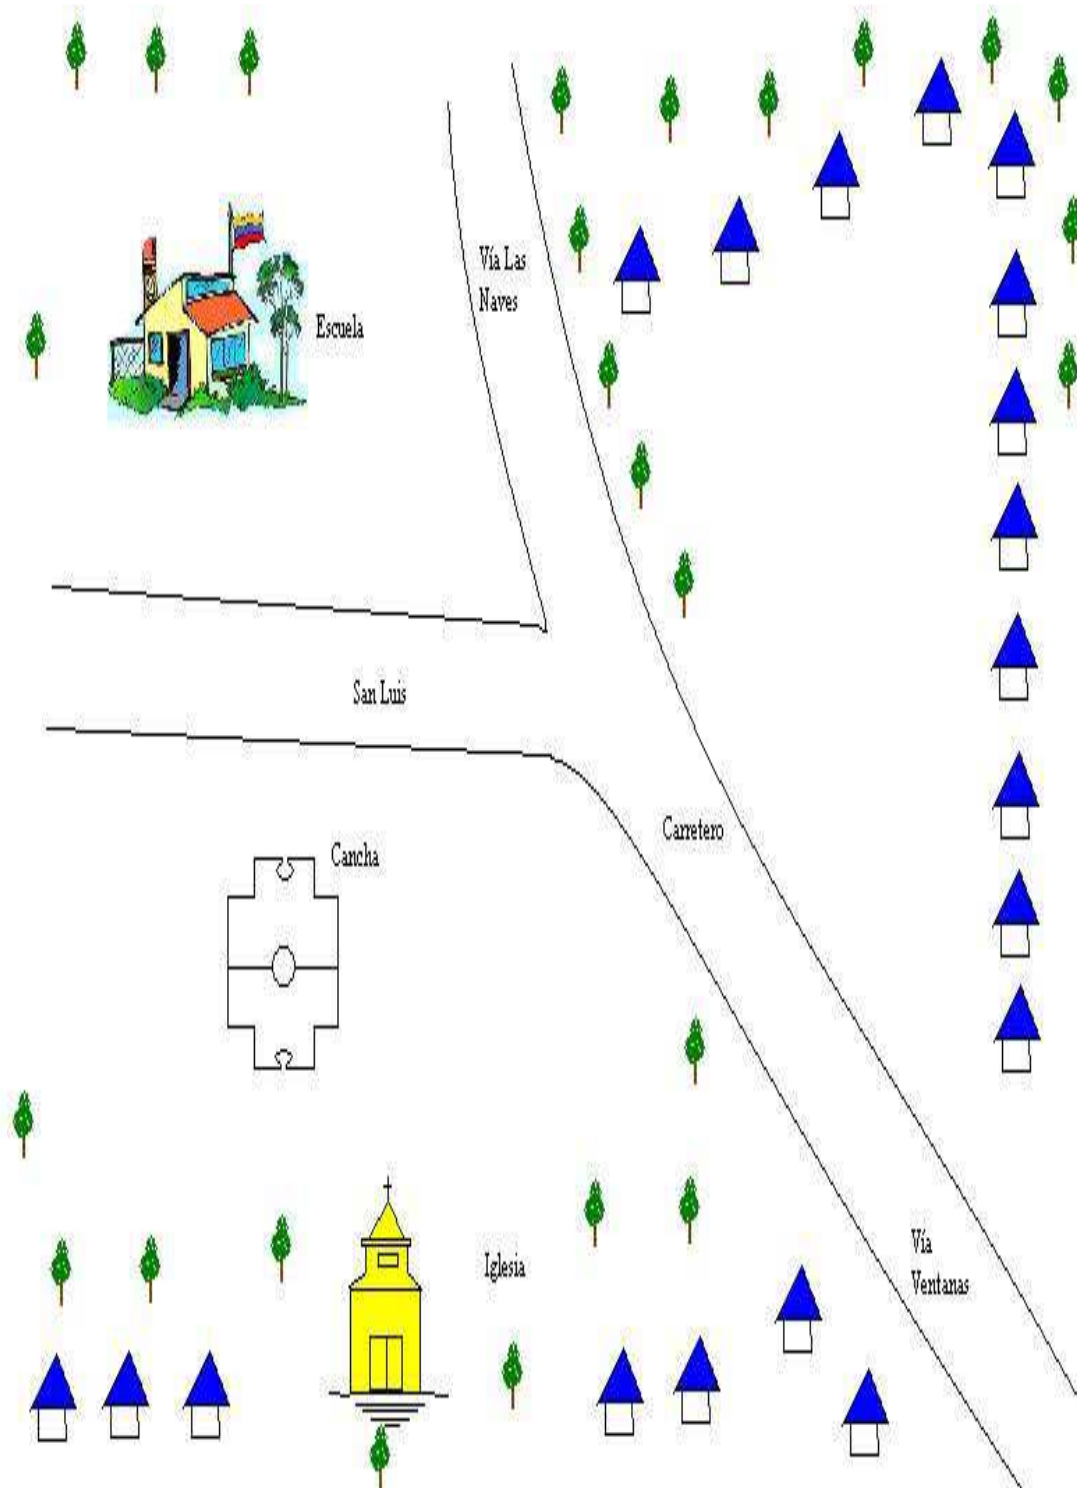 Vía Las
Naves
Escuela
San Luis
Carretero
Cancha
Iglesia
Vía
Ventanas